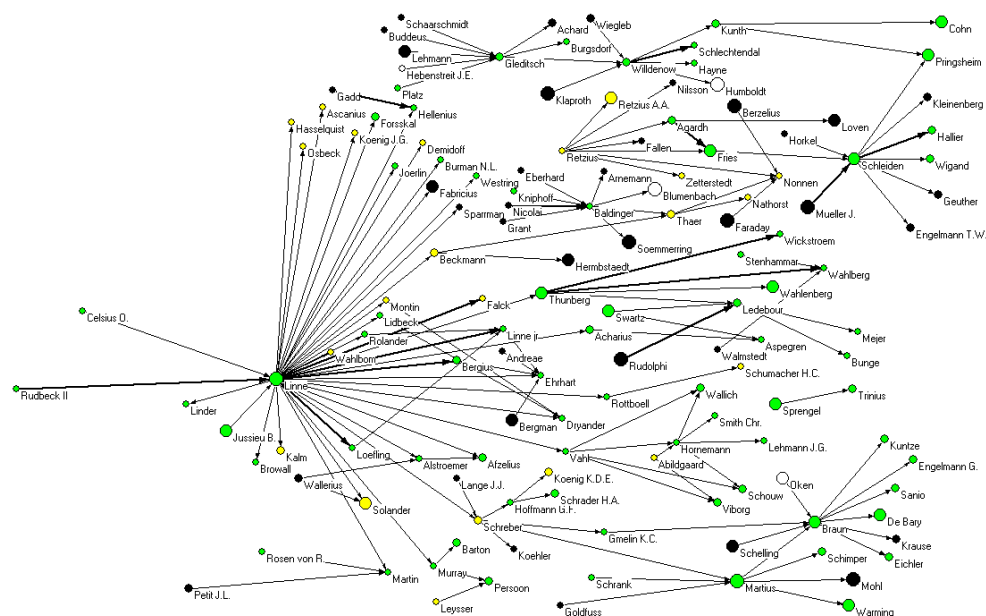 Schaarschmidt
Buddeus
Lehmann
Hebenstreit J.E.
Platz
Gleditsch
Achard
Burgsdorf
Wiegleb
Willdenow
Klaproth
Kunth
Schlechtendal
Hayne
Humboldt
Cohn
Pringsheim
Gadd
Ascanius
Hellenius
Hasselquist
Forsskal
Osbeck
Koenig J.G.
Demidoff
Joerlin
Burman N.L.
Fabricius
Westring
Sparrman
Retzius A.A.
Nilsson
Berzelius
Agardh
Loven
Fallen
Fries
Horkel
Retzius
Zetterstedt
Nonnen
Kleinenberg
Hallier
Schleiden
Wigand
Geuther
Mueller J.
Engelmann T.W.
Eberhard
Arnemann
Kniphoff
Blumenbach
Nicolai
Baldinger
Grant
Thaer
Nathorst
Faraday
Soemmerring
Beckmann
Hermbstaedt
Wickstroem
Stenhammar
Wahlberg
Thunberg
Wahlenberg
Ledebour
Swartz
Mejer
Bunge
Aspegren
Walmstedt
Rudolphi
Schumacher H.C.
Celsius O.
Montin
Falck
Lidbeck
Rolander
Linne jr
Acharius
Wahlbom
Andreae
Bergius
Ehrhart
Linne
Rudbeck II
Linder
Rottboell
Wallich
Trinius
Sprengel
Bergman
Dryander
Smith Chr.
Jussieu B.
Kalm
Loefling
Browall
Alstroemer
Afzelius
Vahl
Hornemann
Lehmann J.G.
Abildgaard
Kuntze
Engelmann G.
Wallerius
Lange J.J.
Koenig K.D.E.
Schrader H.A.
Hoffmann G.F.
Schouw
Viborg
Oken
Sanio
De Bary
Solander
Schreber
Koehler
Gmelin K.C.
Braun
Krause
Schelling
Eichler
Rosen von R.
Barton
Martin
Murray
Persoon
Schrank
Schimper
Martius
Mohl
Petit J.L.
Leysser
Goldfuss
Warming